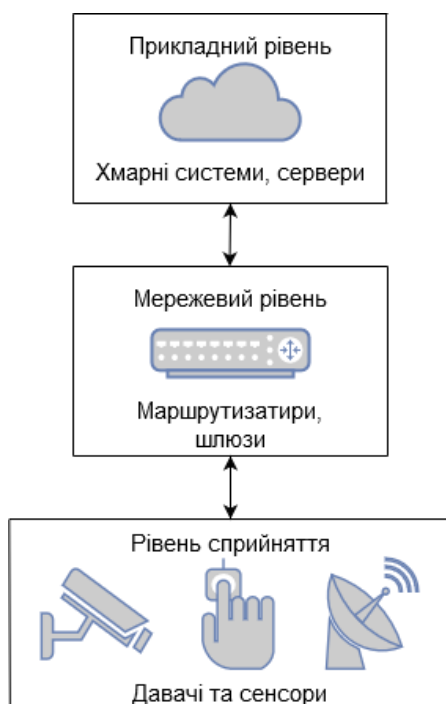 Прикладний рівень
Хмарні системи, сервери
Мережевий рівень
Маршрутизатири,
шлюзи
Рівень сприйняття
Давачі та сенсори